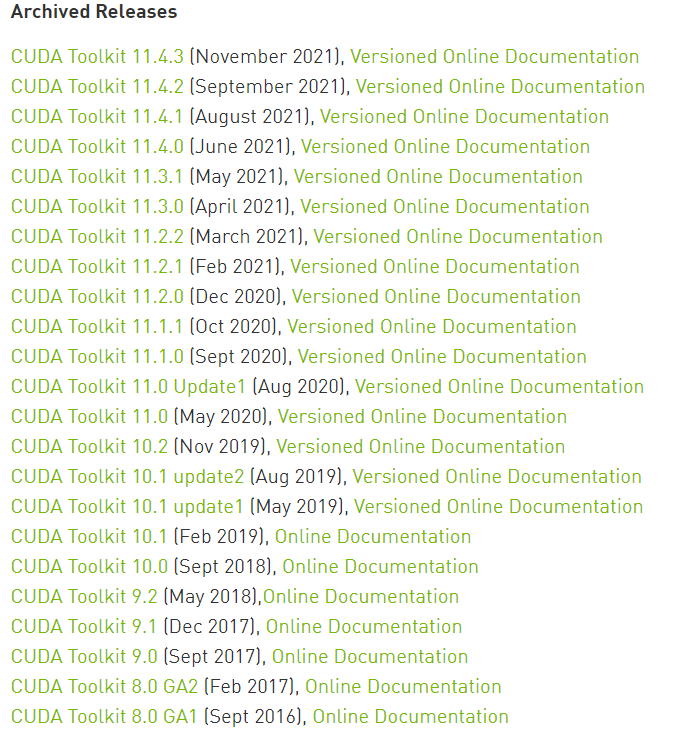 Archived Releases
CUDA Toolkit 11.4.3 (November 2021), Versioned Online Documentation
CUDA Toolkit 11.4.2 (September 2021), Versioned Online Documentation
CUDA Toolkit 11.4.1 (August 2021), Versioned Online Documentation
CUDA Toolkit 11.4.0 (June 2021), Versioned Online Documentation
CUDA Toolkit 11.3.1 (May 2021), Versioned Online Documentation
CUDA Toolkit 11.3.0 (April 2021), Versioned Online Documentation
CUDA Toolkit 11.2.2 (March 2021), Versioned Online Documentation
CUDA Toolkit 11.2.1 (Feb 2021), Versioned Online Documentation
CUDA Toolkit 11.2.0 (Dec 2020), Versioned Online Documentation
CUDA Toolkit 11.1.1 (Oct 2020), Versioned Online Documentation
CUDA Toolkit 11.1.0 (Sept 2020), Versioned Online Documentation
CUDA Toolkit 11.0 Update1 (Aug 2020), Versioned Online Documentation
CUDA Toolkit 11.0 (May 2020), Versioned Online Documentation
CUDA Toolkit 10.2 (Nov 2019), Versioned Online Documentation
CUDA Toolkit 10.1 update2 (Aug 2019), Versioned Online Documentation
CUDA Toolkit 10.1 update1 (May 2019), Versioned Online Documentation
CUDA Toolkit 10.1 (Feb 2019), Online Documentation
CUDA Toolkit 10.0 (Sept 2018), Online Documentation
CUDA Toolkit 9.2 (May 2018),Online Documentation
CUDA Toolkit 9.1 (Dec 2017), Online Documentation
CUDA Toolkit 9.0 (Sept 2017), Online Documentation
CUDA Toolkit 8.0 GA2 (Feb 2017), Online Documentation
CUDA Toolkit 8.0 GA1 (Sept 2016), Online Documentation